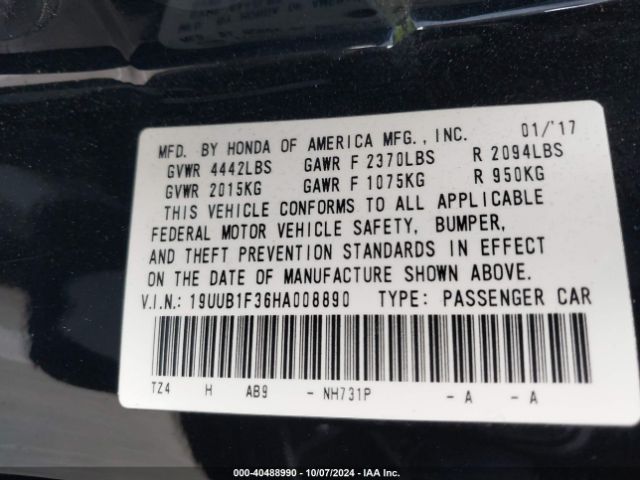 MFD. BY HONDA OF AMERICA MFG., INC. 01/'17
GVWR 4442LBS GAWR F 2370LBS R 2094LBS
GVWR 2015KG GAWR F 1075KG R 950KG
THIS VEHICLE CONFORMS TO ALL APPLICABLE
FEDERAL MOTOR VEHICLE SAFETY, BUMPER,
AND THEFT PREVENTION STANDARDS IN EFFECT
ON THE DATE OF MANUFACTURE SHOWN ABOVE.
V.I.N.: 19UUB1F36HA008890 TYPE: PASSENGER CAR
TZ4 H AB9 - NH731P - A - A
000-40488990 - 10/07/2024 - IAA Inc.